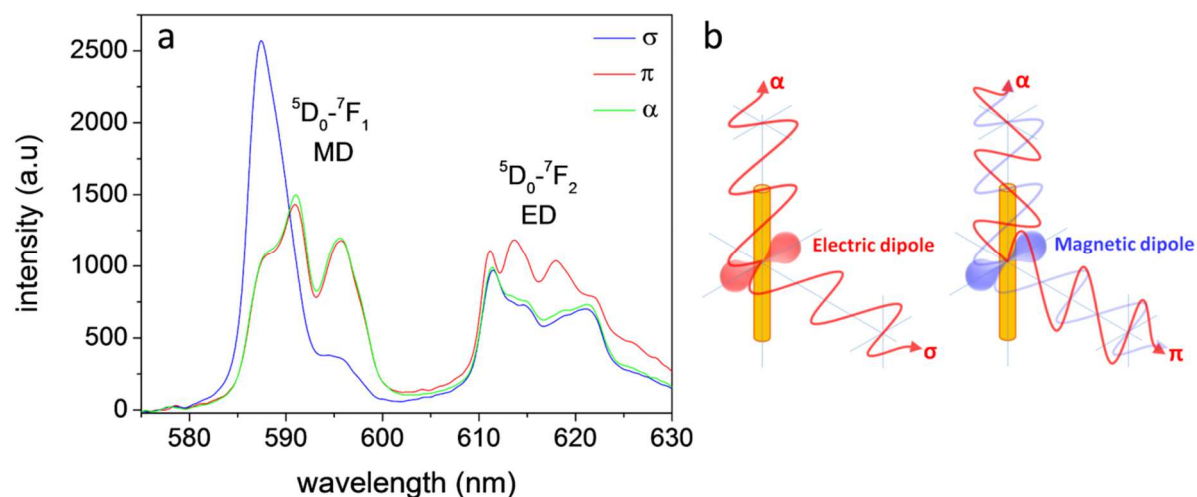 a
σ
π
α
⁵D₀-⁷F₁
MD
⁵D₀-⁷F₂
ED
2500
2000
1500
1000
500
0
580 590 600 610 620 630
intensity (a.u)
wavelength (nm)
b
α
Electric dipole
σ
α
Magnetic dipole
π